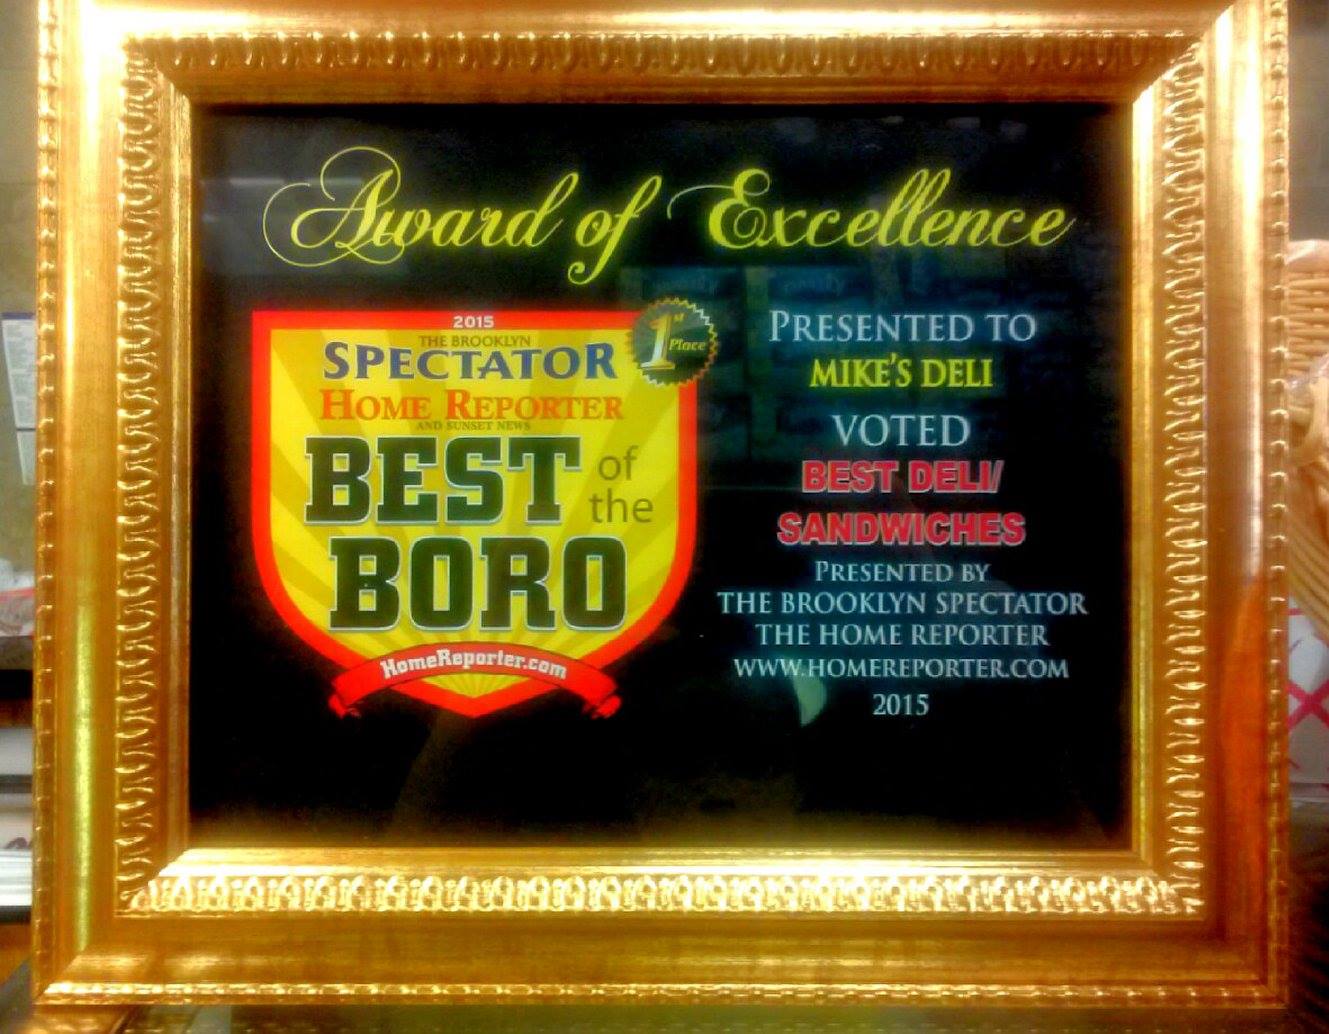 Award of Excellence
2015
THE BROOKLYN
SPECTATOR
HOME REPORTER
AND SUNSET NEWS
1st Place
BEST of
the
BORO
HomeReporter.com
PRESENTED TO
MIKE'S DELI
VOTED
BEST DELI/
SANDWICHES
PRESENTED BY
THE BROOKLYN SPECTATOR
THE HOME REPORTER
WWW.HOMEREPORTER.COM
2015